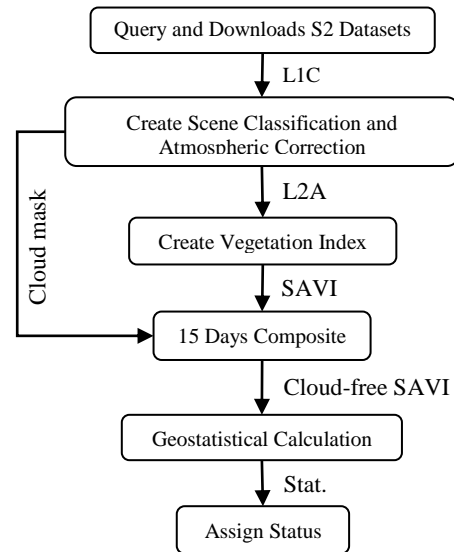 Query and Downloads S2 Datasets
L1C
Create Scene Classification and
Atmospheric Correction
Cloud mask
L2A
Create Vegetation Index
SAVI
15 Days Composite
Cloud-free SAVI
Geostatistical Calculation
Stat.
Assign Status